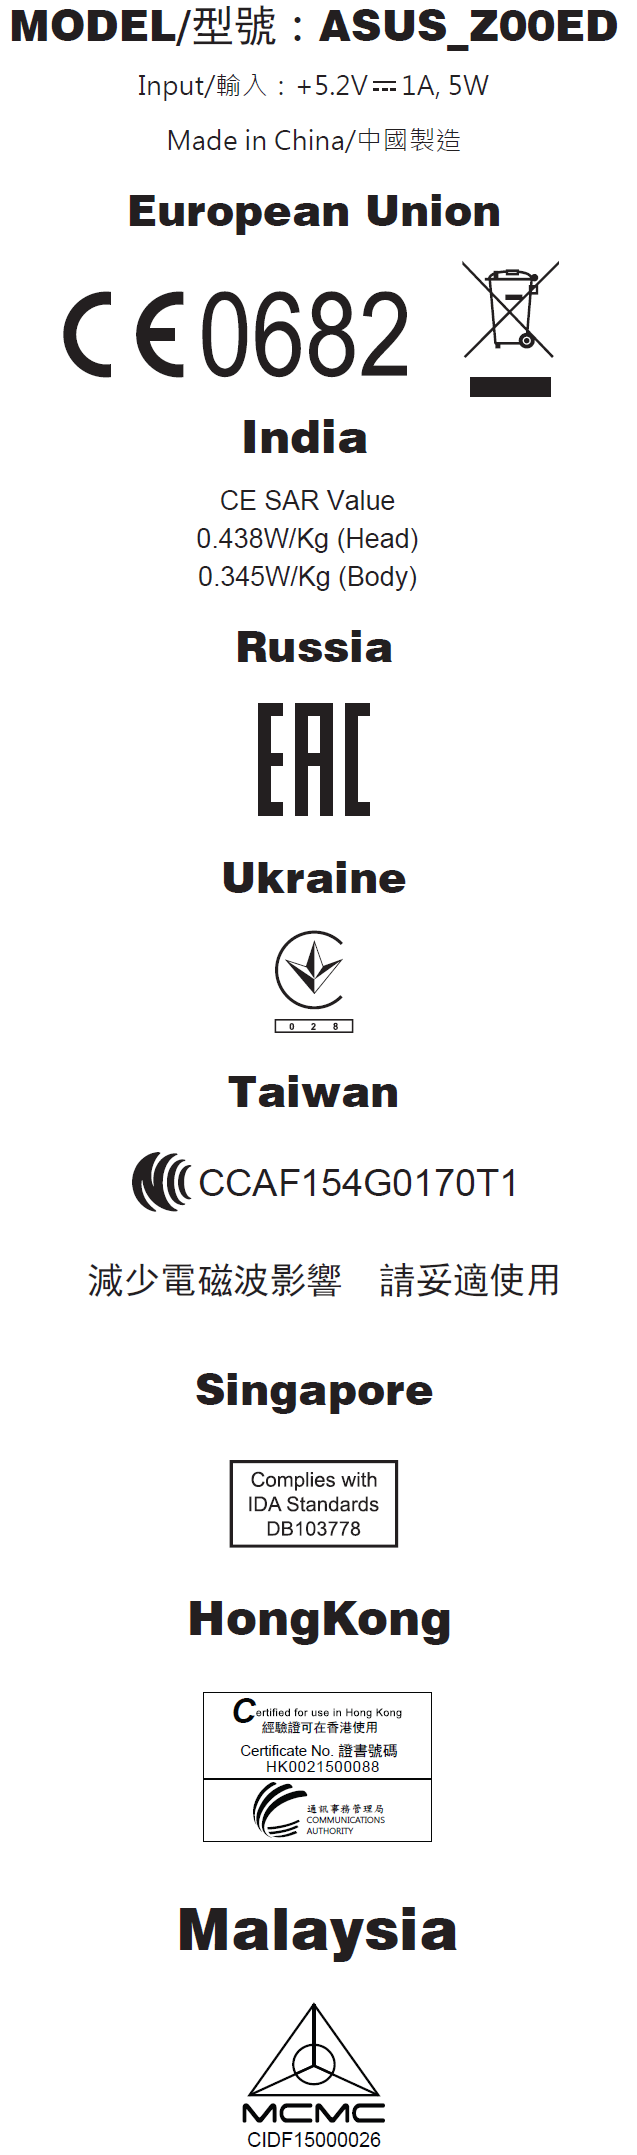 MODEL/型號：ASUS_Z00ED
Input/輸入：+5.2V⎓1A, 5W
Made in China/中國製造
European Union
CE0682
India
CE SAR Value
0.438W/Kg (Head)
0.345W/Kg (Body)
Russia
EAC
Ukraine
0 2 8
Taiwan
CCAF154G0170T1
減少電磁波影響　請妥適使用
Singapore
Complies with
IDA Standards
DB103778
HongKong
Certified for use in Hong Kong
經驗證可在香港使用
Certificate No. 證書號碼
HK0021500088
通訊事務管理局
COMMUNICATIONS
AUTHORITY
Malaysia
MCMC
CIDF15000026